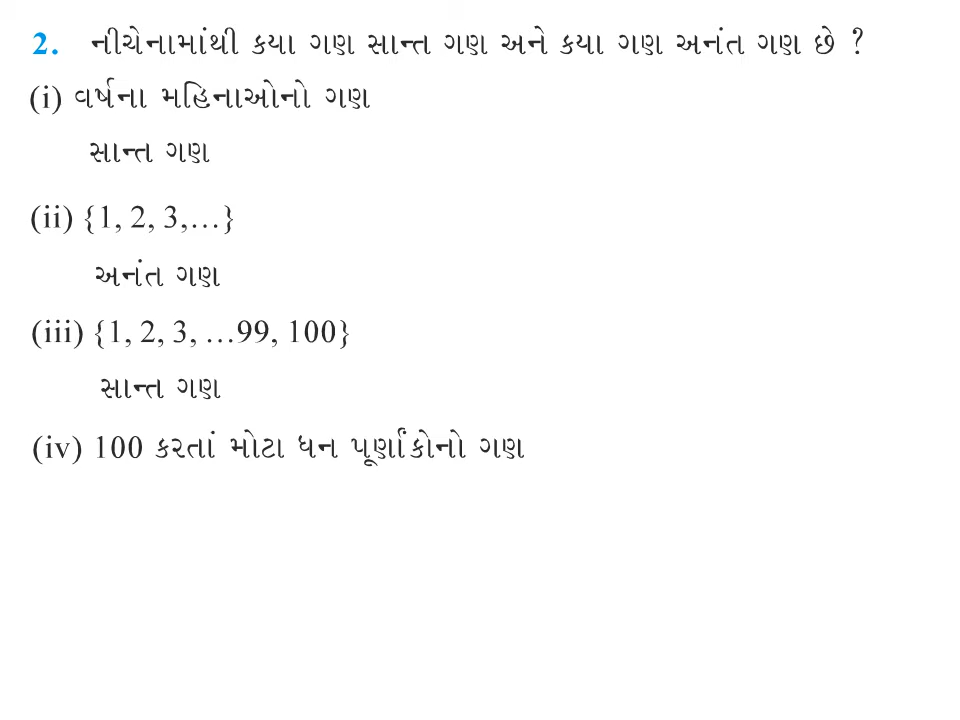 2. નીચેનામાંથી કયા ગણ સાન્ત ગણ અને કયા ગણ અનંત ગણ છે ?
(i) વર્ષના મહિનાઓનો ગણ
સાન્ત ગણ
(ii) {1, 2, 3,...}
અનંત ગણ
(iii) {1, 2, 3, ...99, 100}
સાન્ત ગણ
(iv) 100 કરતાં મોટા ધન પૂર્ણાંકોનો ગણ